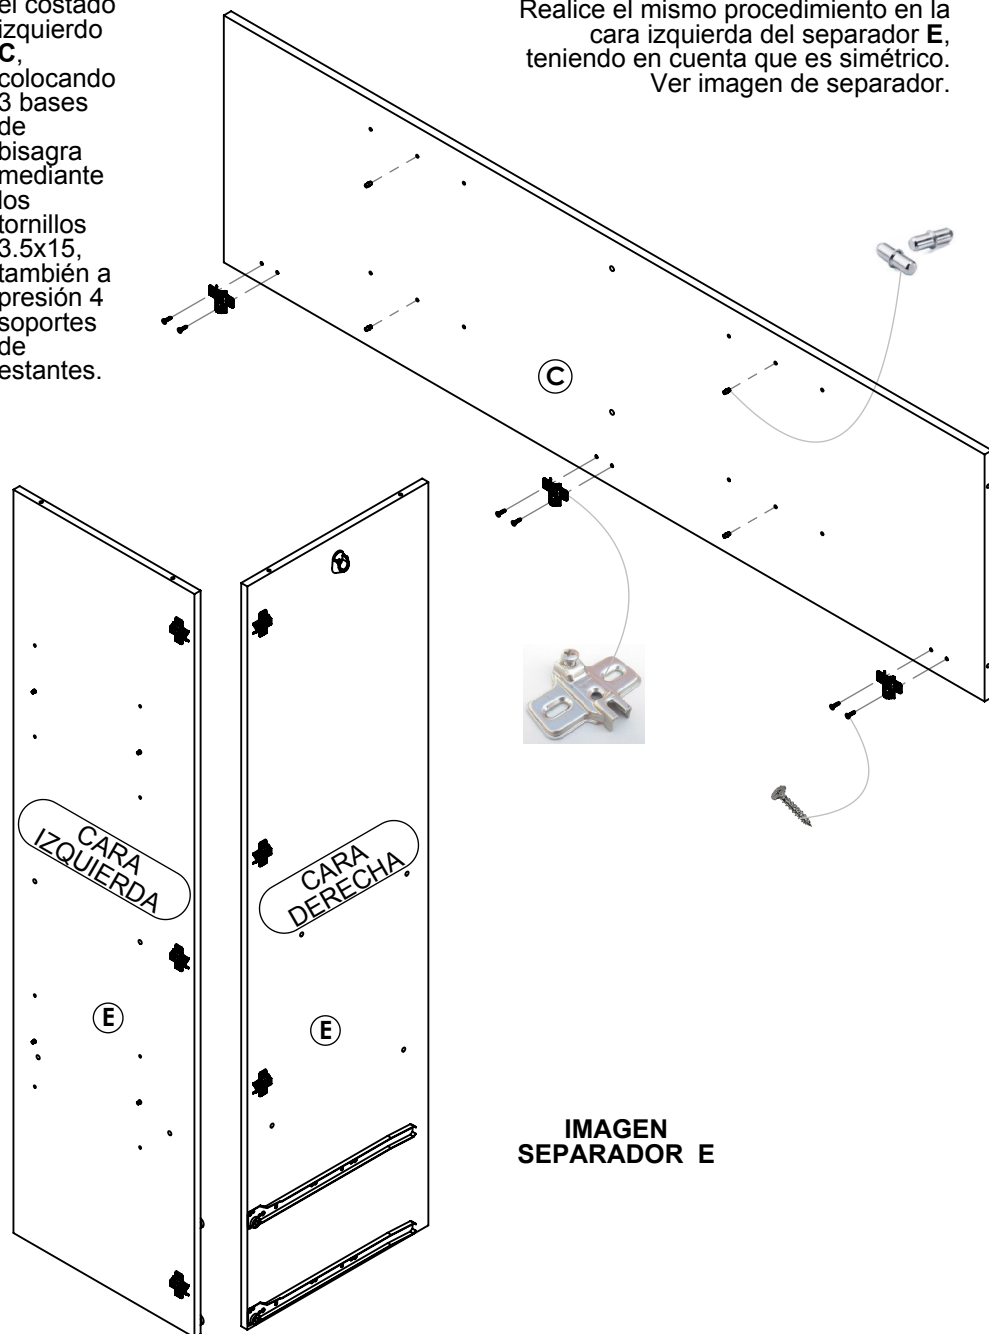 el costado
izquierdo
C,
colocando
3 bases
de
bisagra
mediante
los
tornillos
3.5x15,
también a
presión 4
soportes
de
estantes.
Realice el mismo procedimiento en la
cara izquierda del separador E,
teniendo en cuenta que es simétrico.
Ver imagen de separador.
C
CARA
IZQUIERDA
E
CARA
DERECHA
E
IMAGEN
SEPARADOR E